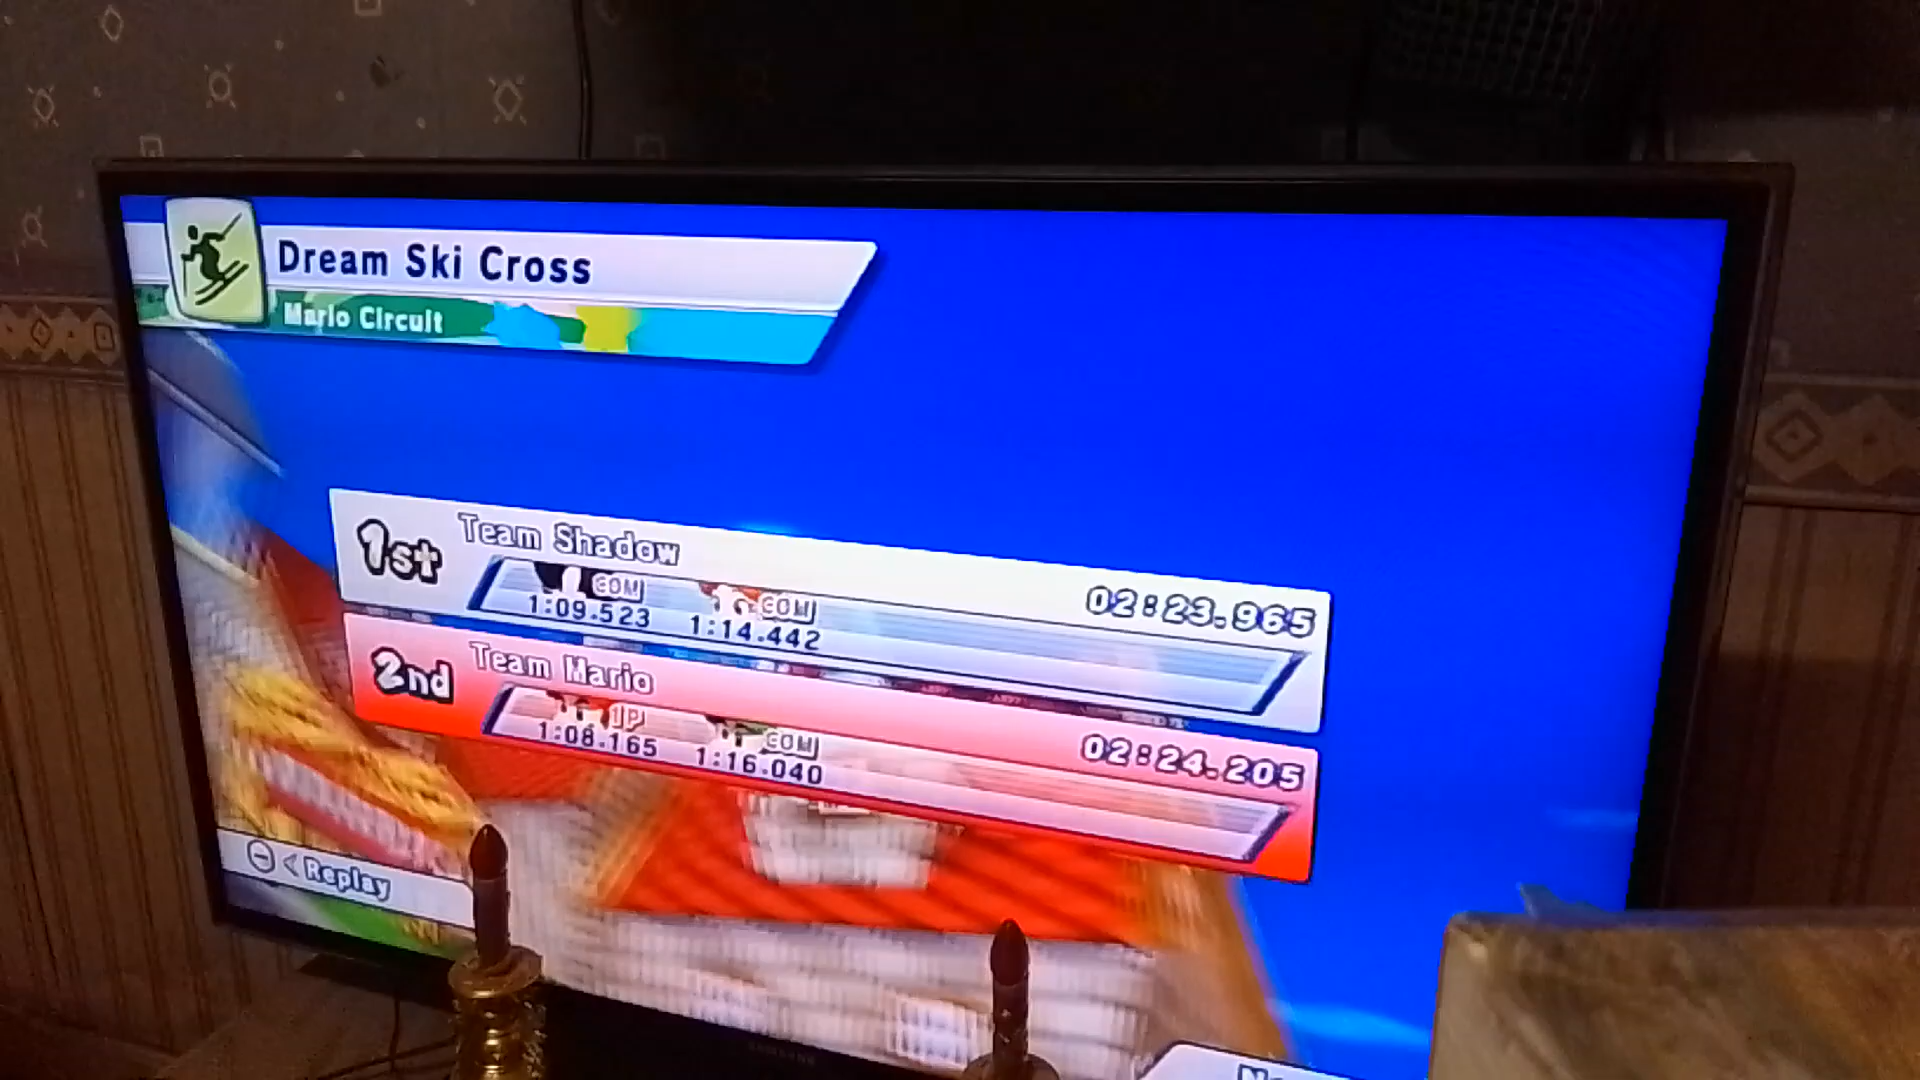 Dream Ski Cross
Mario Circuit
1st
Team Shadow
COM
COM
1:09.523
1:14.442
02:23.965
2nd
Team Mario
1P
COM
1:08.165
1:16.040
02:24.205
Replay
SAMSUNG